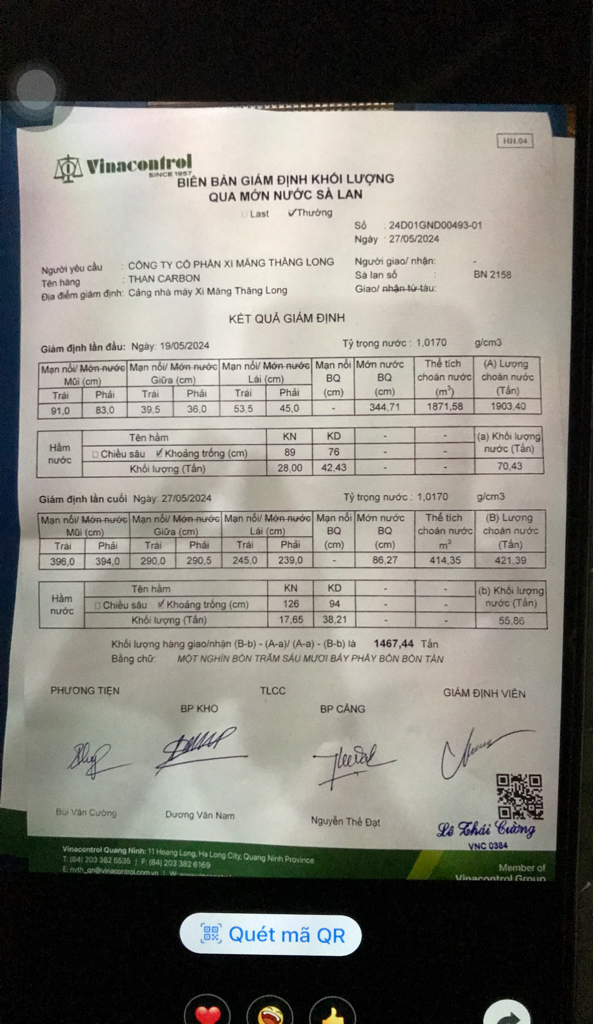 HH.04
Vinacontrol
SINCE 1957
BIÊN BẢN GIÁM ĐỊNH KHỐI LƯỢNG
QUA MỚN NƯỚC SÀ LAN
Last ✓Thường
Số : 24D01GND00493-01
Ngày : 27/05/2024
Người yêu cầu : CÔNG TY CỔ PHẦN XI MĂNG THĂNG LONG Người giao/ nhận: -
Tên hàng : THAN CARBON Sà lan số : BN 2158
Địa điểm giám định: Cảng nhà máy Xi Măng Thăng Long Giao/ nhận từ tàu:
KẾT QUẢ GIÁM ĐỊNH
Giám định lần đầu: Ngày: 19/05/2024 Tỷ trọng nước : 1,0170 g/cm3
Mạn nổi/ Mớn nước Mũi (cm) Mạn nổi/ Mớn nước Giữa (cm) Mạn nổi/ Mớn nước Lái (cm) Mạn nổi BQ (cm) Mớn nước BQ (cm) Thể tích choán nước (m³) (A) Lượng choán nước (Tấn)
Trái Phải Trái Phải Trái Phải
91,0 83,0 39,5 36,0 53,5 45,0 - 344,71 1871,58 1903,40
Hầm nước Tên hầm KN KD - - - (a) Khối lượng nước (Tấn)
□ Chiều sâu ✓ Khoảng trống (cm) 89 76 - - -
Khối lượng (Tấn) 28,00 42,43 - - - 70,43
Giám định lần cuối Ngày: 27/05/2024 Tỷ trọng nước : 1,0170 g/cm3
Mạn nổi/ Mớn nước Mũi (cm) Mạn nổi/ Mớn nước Giữa (cm) Mạn nổi/ Mớn nước Lái (cm) Mạn nổi BQ (cm) Mớn nước BQ (cm) Thể tích choán nước m³ (B) Lượng choán nước (Tấn)
Trái Phải Trái Phải Trái Phải
396,0 394,0 290,0 290,5 245,0 239,0 - 86,27 414,35 421,39
Hầm nước Tên hầm KN KD - - - (b) Khối lượng nước (Tấn)
□ Chiều sâu ✓ Khoảng trống (cm) 126 94 - - -
Khối lượng (Tấn) 17,65 38,21 - - - 55,86
Khối lượng hàng giao/nhận (B-b) - (A-a)/ (A-a) - (B-b) là 1467,44 Tấn
Bằng chữ: MỘT NGHÌN BỐN TRĂM SÁU MƯƠI BẢY PHẨY BỐN BỐN TẤN
PHƯƠNG TIỆN TLCC GIÁM ĐỊNH VIÊN
BP KHO BP CẢNG
Bùi Văn Cường Dương Văn Nam Nguyễn Thế Đạt Lê Thái Cường
VNC 0384
Vinacontrol Quang Ninh: 11 Hoang Long, Ha Long City, Quang Ninh Province
T: (84) 203 382 5535 | F: (84) 203 382 6169
Member of
Vinacontrol Group
Quét mã QR